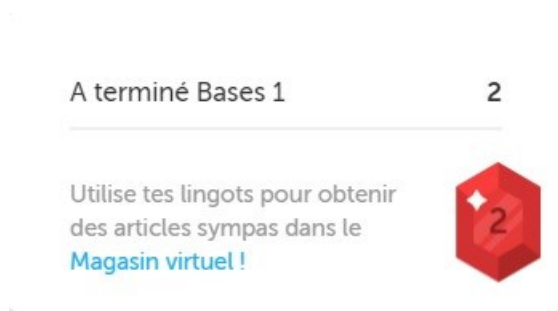 A terminé Bases 1 2
Utilise tes lingots pour obtenir
des articles sympas dans le
Magasin virtuel !
2